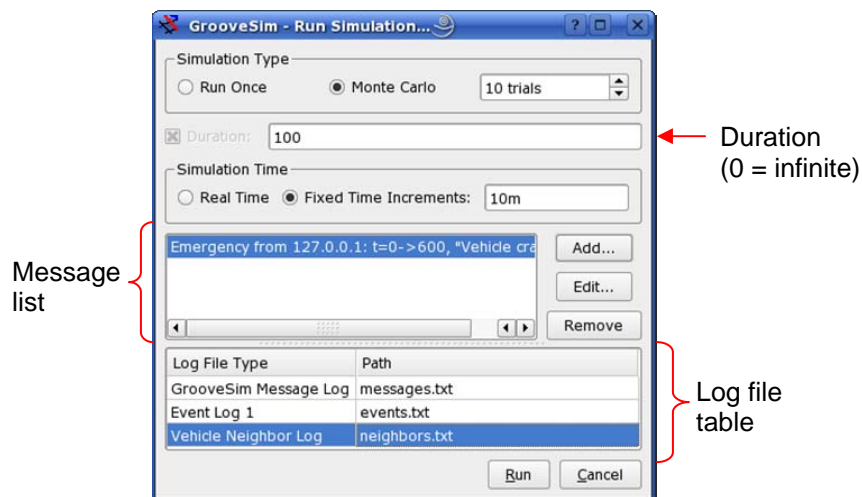 GrooveSim - Run Simulation...
Simulation Type
Run Once Monte Carlo 10 trials
Duration: 100
Duration
(0 = infinite)
Simulation Time
Real Time Fixed Time Increments: 10m
Message
list
Emergency from 127.0.0.1: t=0->600, "Vehicle cra
Add...
Edit...
Remove
Log File Type Path
GrooveSim Message Log messages.txt
Event Log 1 events.txt
Vehicle Neighbor Log neighbors.txt
Log file
table
Run Cancel